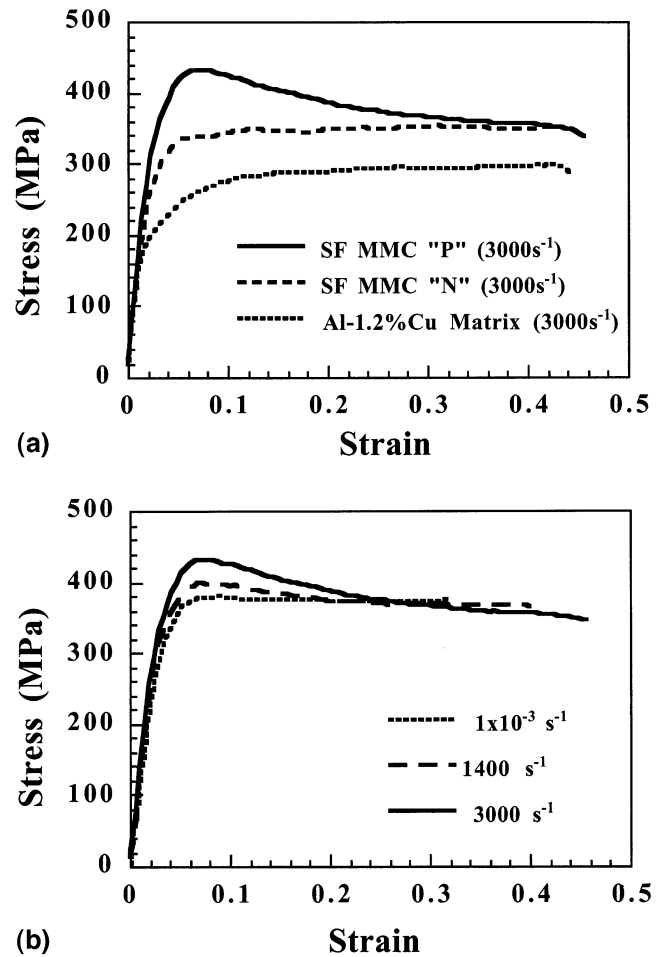 500
400
300
200
100
0
Stress (MPa)
SF MMC "P" (3000s⁻¹)
SF MMC "N" (3000s⁻¹)
Al-1.2%Cu Matrix (3000s⁻¹)
0 0.1 0.2 0.3 0.4 0.5
(a)
Strain
500
400
300
200
100
0
Stress (MPa)
1x10⁻³ s⁻¹
1400 s⁻¹
3000 s⁻¹
0 0.1 0.2 0.3 0.4 0.5
(b)
Strain